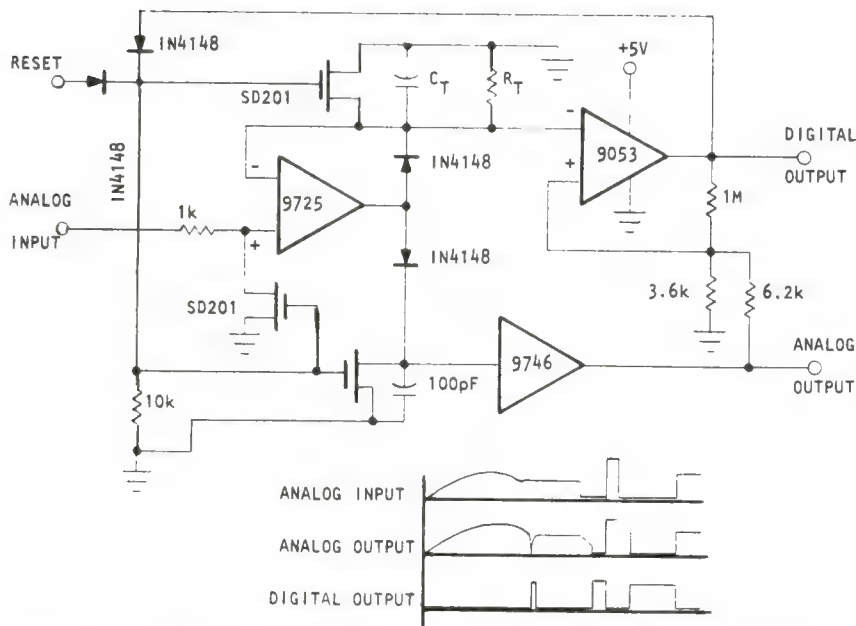 IN4148
RESET
SD201
C_T
R_T
+5V
-
+
9053
DIGITAL
OUTPUT
IN4148
IN4148
ANALOG
INPUT
1k
-
+
9725
IN4148
1M
3.6k
6.2k
SD201
9746
ANALOG
OUTPUT
10k
100pF
ANALOG INPUT
ANALOG OUTPUT
DIGITAL OUTPUT